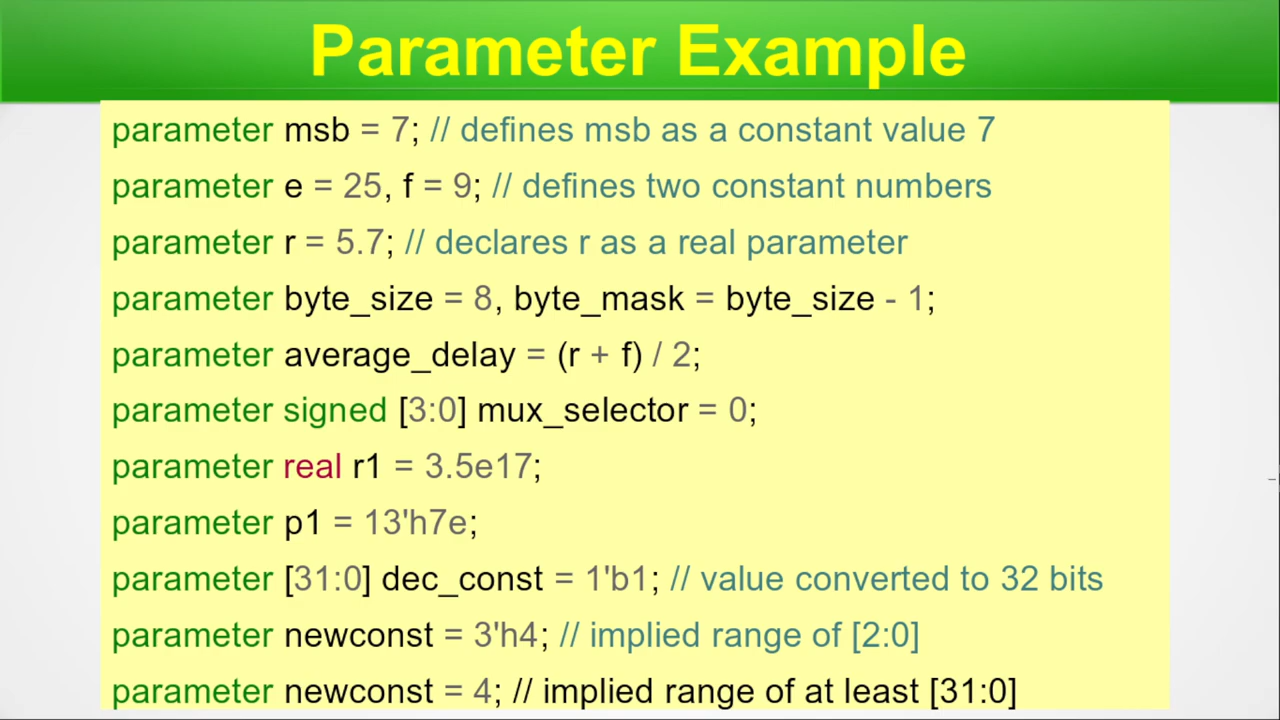 Parameter Example
parameter msb = 7; // defines msb as a constant value 7
parameter e = 25, f = 9; // defines two constant numbers
parameter r = 5.7; // declares r as a real parameter
parameter byte_size = 8, byte_mask = byte_size - 1;
parameter average_delay = (r + f) / 2;
parameter signed [3:0] mux_selector = 0;
parameter real r1 = 3.5e17;
parameter p1 = 13'h7e;
parameter [31:0] dec_const = 1'b1; // value converted to 32 bits
parameter newconst = 3'h4; // implied range of [2:0]
parameter newconst = 4; // implied range of at least [31:0]